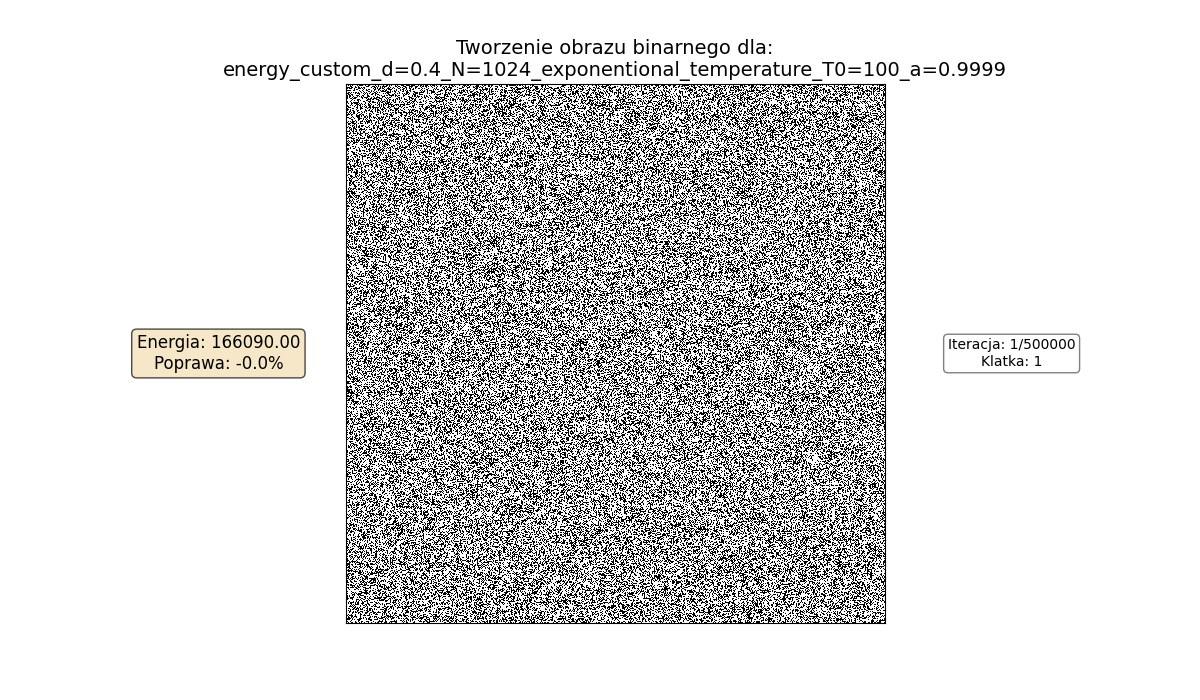 Tworzenie obrazu binarnego dla:
energy_custom_d=0.4_N=1024_exponentional_temperature_T0=100_a=0.9999
Energia: 166090.00
Poprawa: -0.0%
Iteracja: 1/500000
Klatka: 1